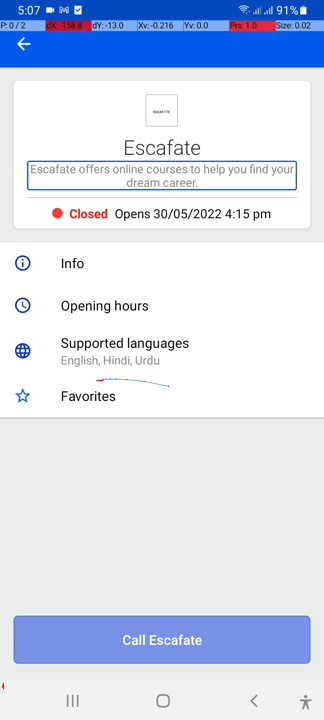 5:07
91%
P: 0 / 2
dX: -158.8
dY: -13.0
Xv: -0.216
Yv: 0.0
Prs: 1.0
Size: 0.02
ESCAFATE
Escafate
Escafate offers online courses to help you find your
dream career.
Closed Opens 30/05/2022 4:15 pm
Info
Opening hours
Supported languages
English, Hindi, Urdu
Favorites
Call Escafate